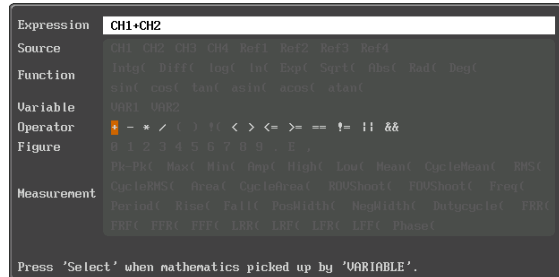 Expression CH1+CH2
Source CH1 CH2 CH3 CH4 Ref1 Ref2 Ref3 Ref4
Function Intg( Diff( log( ln( Exp( Sqrt( Abs( Rad( Deg(
sin( cos( tan( asin( acos( atan(
Variable VAR1 VAR2
Operator + - * / ( ) !( < > <= >= == != || &&
Figure 0 1 2 3 4 5 6 7 8 9 . E ,
Measurement Pk-Pk( Max( Min( Amp( High( Low( Mean( CycleMean( RMS(
CycleRMS( Area( CycleArea( ROVShoot( FOVShoot( Freq(
Period( Rise( Fall( PosWidth( NegWidth( Dutycycle( FRR(
FRF( FFR( FFF( LRR( LRF( LFR( LFF( Phase(
Press 'Select' when mathematics picked up by 'VARIABLE'.